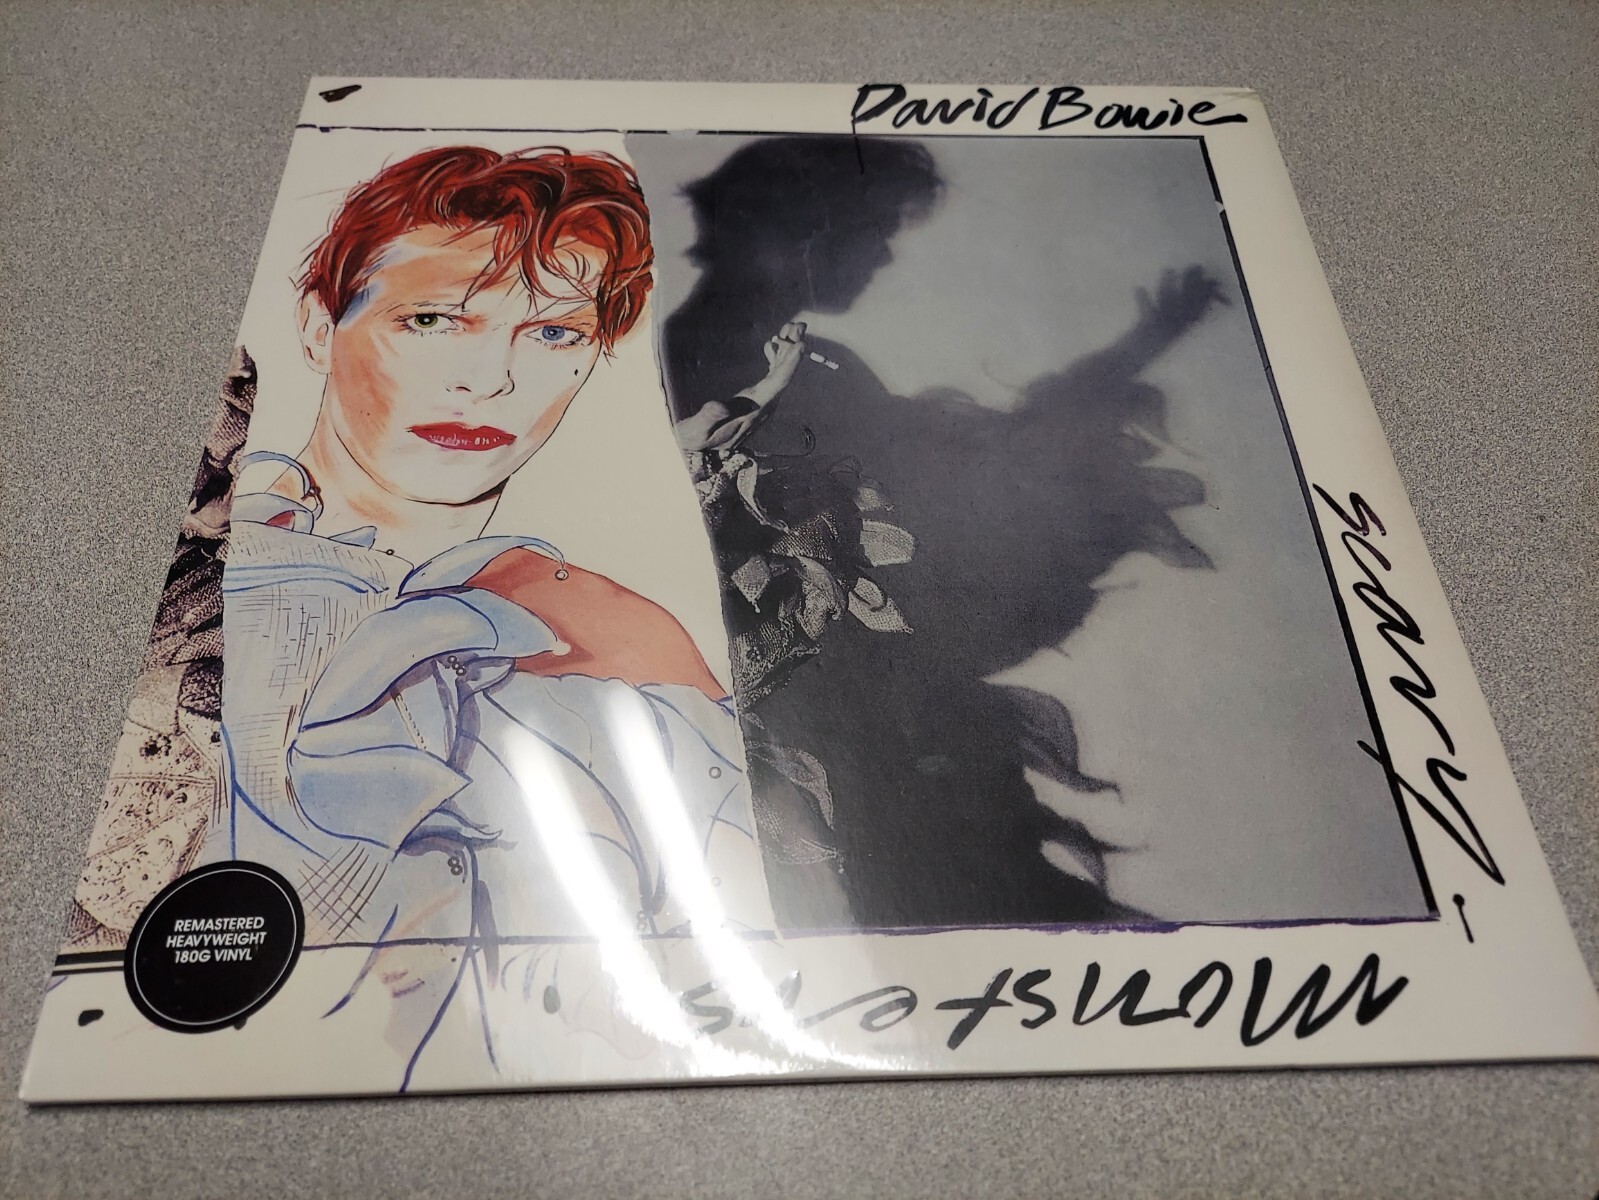 David Bowie
scary
monsters
REMASTERED
HEAVYWEIGHT
180G VINYL